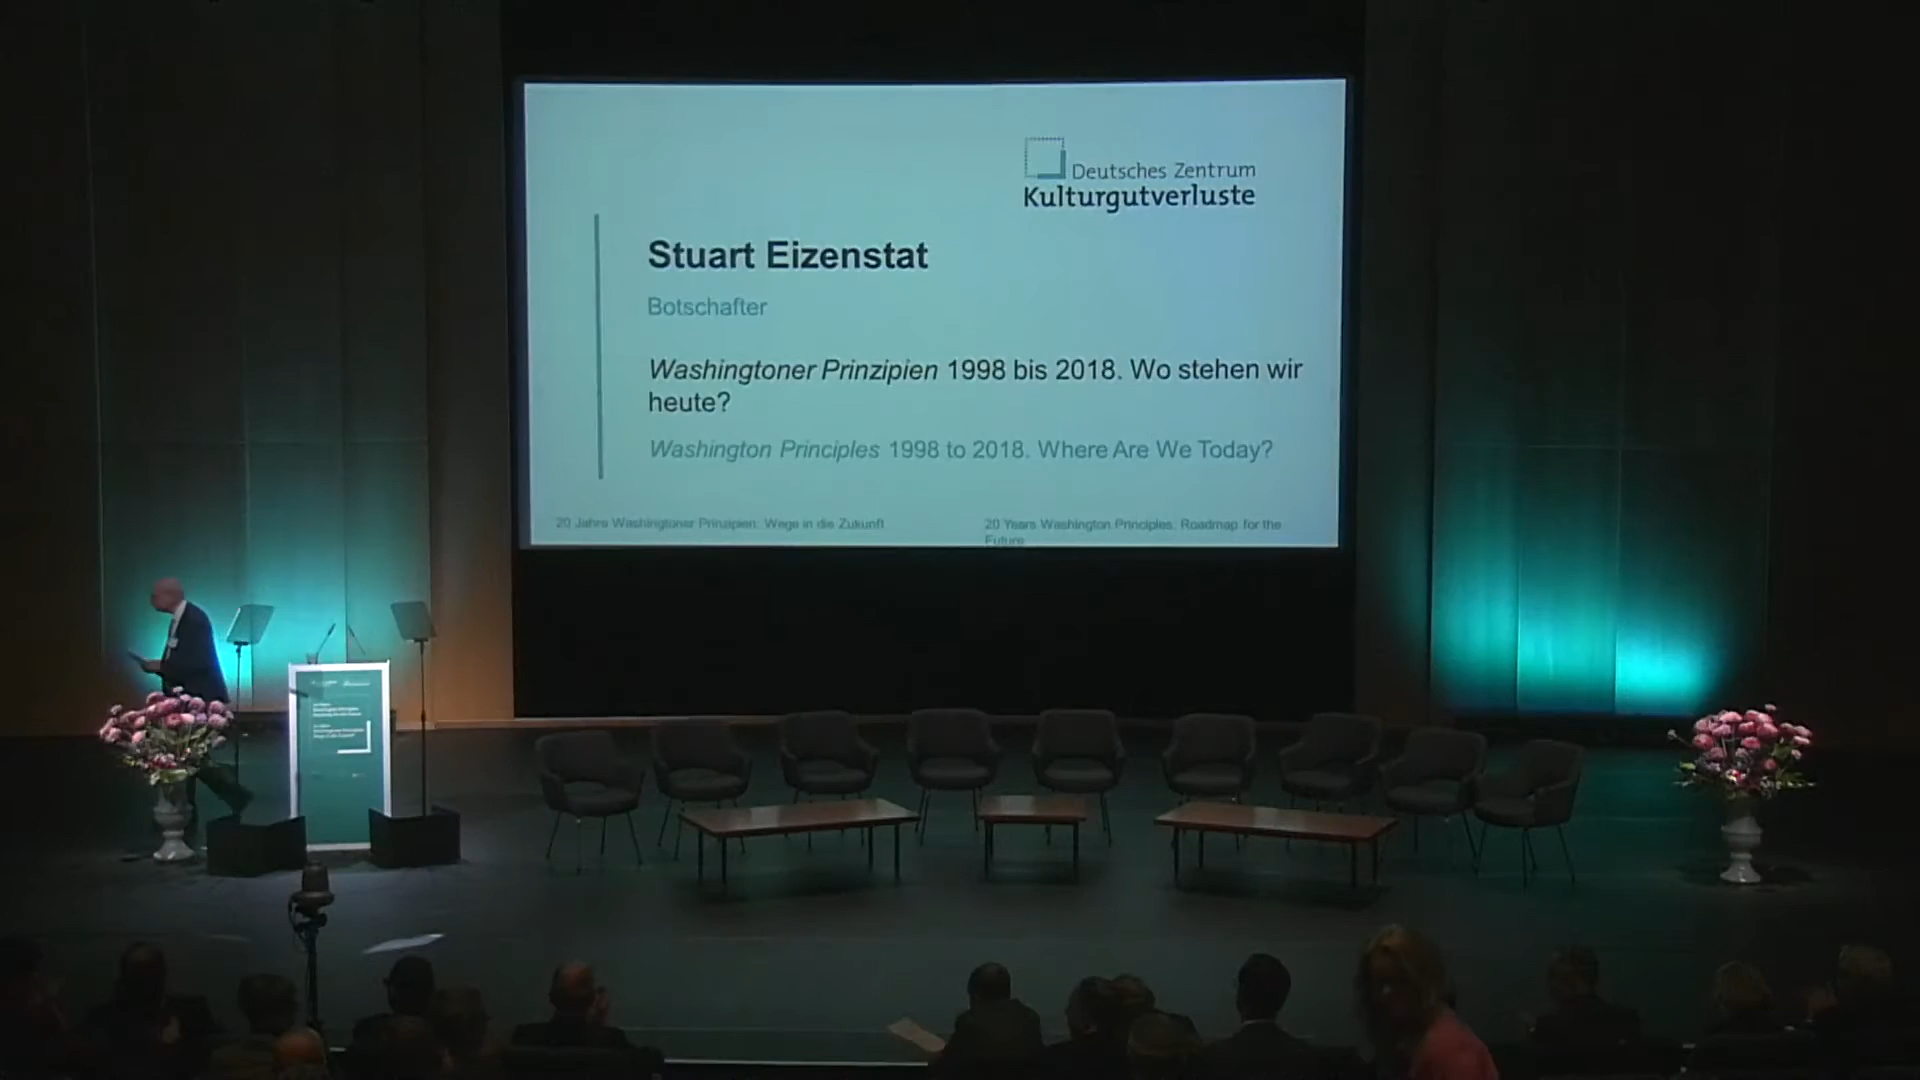 Deutsches Zentrum
Kulturgutverluste
Stuart Eizenstat
Botschafter
Washingtoner Prinzipien 1998 bis 2018. Wo stehen wir
heute?
Washington Principles 1998 to 2018. Where Are We Today?
20 Jahre Washingtoner Prinzipien: Wege in die Zukunft
20 Years Washington Principles: Roadmap for the
Future